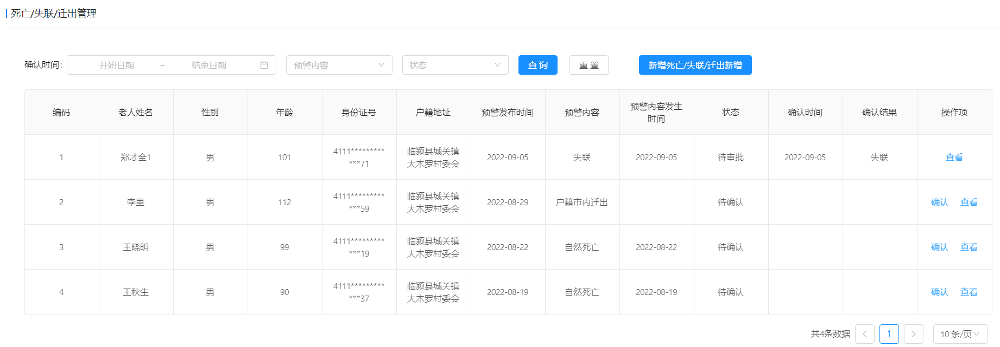 死亡/失联/迁出管理
确认时间: 开始日期 ~ 结束日期 预警内容 状态 查 询 重 置 新增死亡/失联/迁出新增
编码 老人姓名 性别 年龄 身份证号 户籍地址 预警发布时间 预警内容 预警内容发生时间 状态 确认时间 确认结果 操作项
1 郑才全1 男 101 4111************71 临颍县城关镇大木罗村委会 2022-09-05 失联 2022-09-05 待审批 2022-09-05 失联 查看
2 李里 男 112 4111************59 临颍县城关镇大木罗村委会 2022-08-29 户籍市内迁出 待确认 确认 查看
3 王晓明 男 99 4111************19 临颍县城关镇大木罗村委会 2022-08-22 自然死亡 2022-08-22 待确认 确认 查看
4 王秋生 男 90 4111************37 临颍县城关镇大木罗村委会 2022-08-19 自然死亡 2022-08-19 待确认 确认 查看
共4条数据 < 1 > 10 条/页